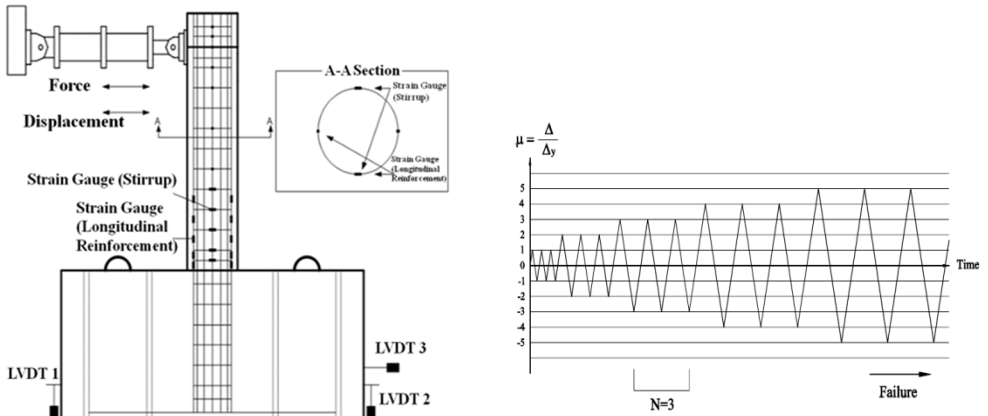 Force
Displacement
A
A
A-A Section
Strain Gauge
(Stirrup)
Strain Gauge
(Longitudinal
Reinforcement)
Strain Gauge (Stirrup)
Strain Gauge
(Longitudinal
Reinforcement)
LVDT 1
LVDT 3
LVDT 2
μ = Δ
Δy
5
4
3
2
1
0
-1
-2
-3
-4
-5
Time
N=3
Failure